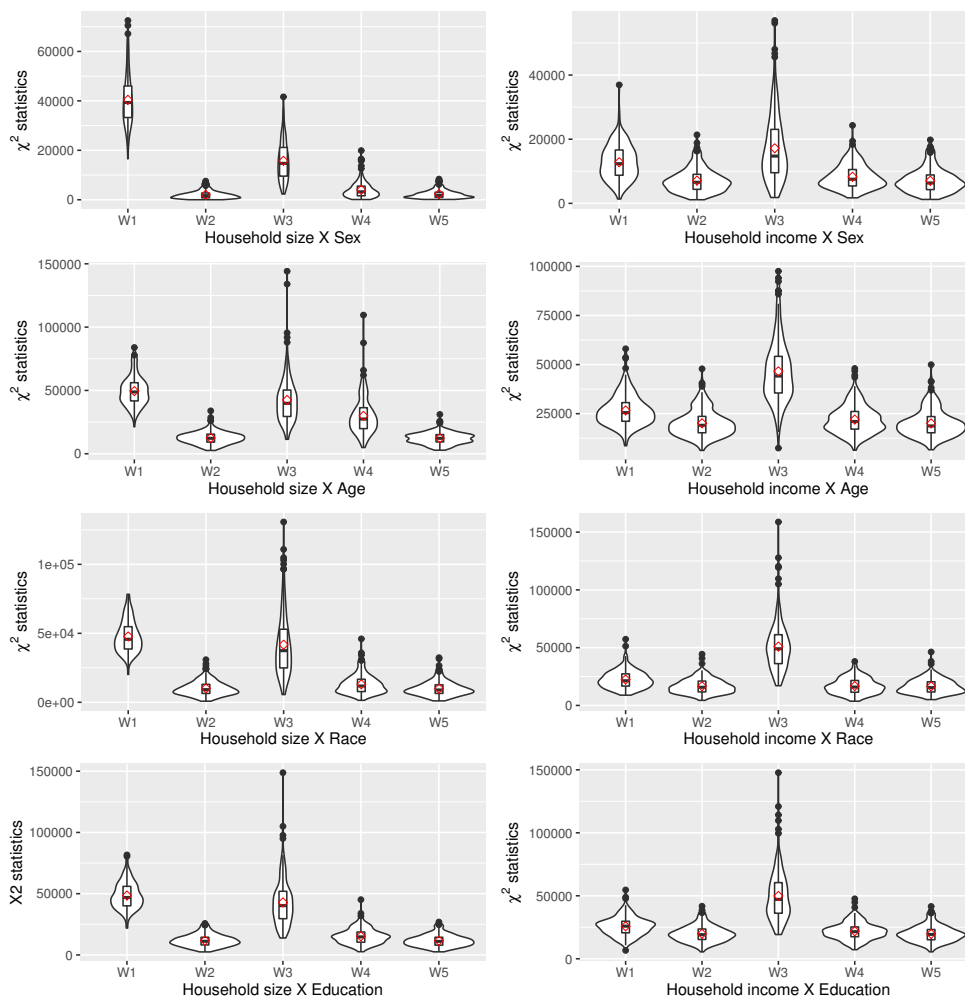 60000
40000
20000
0
χ² statistics
W1 W2 W3 W4 W5
Household size X Sex
40000
20000
0
χ² statistics
W1 W2 W3 W4 W5
Household income X Sex
150000
100000
50000
0
χ² statistics
W1 W2 W3 W4 W5
Household size X Age
100000
75000
50000
25000
χ² statistics
W1 W2 W3 W4 W5
Household income X Age
1e+05
5e+04
0e+00
χ² statistics
W1 W2 W3 W4 W5
Household size X Race
150000
100000
50000
0
χ² statistics
W1 W2 W3 W4 W5
Household income X Race
150000
100000
50000
0
X2 statistics
W1 W2 W3 W4 W5
Household size X Education
150000
100000
50000
0
χ² statistics
W1 W2 W3 W4 W5
Household income X Education